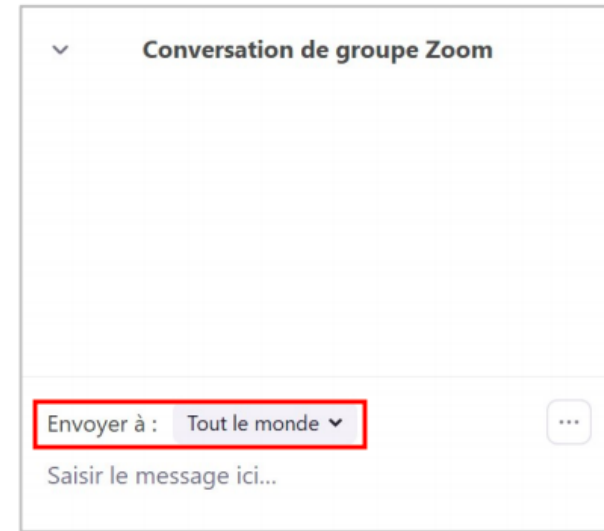 Conversation de groupe Zoom
Envoyer à : Tout le monde
Saisir le message ici...